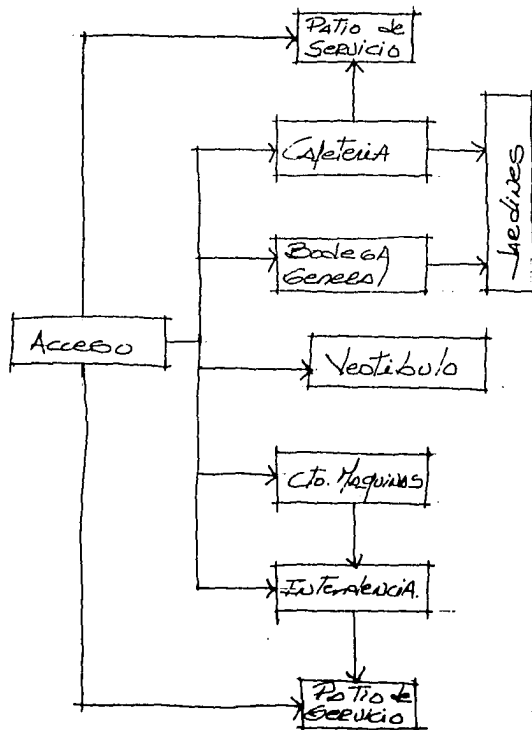 Patio de
Servicio
Cafeteria
Jardines
Bodega
General
Acceso
Vestibulo
Cto. Maquinas
Intendencia.
Patio de
Servicio